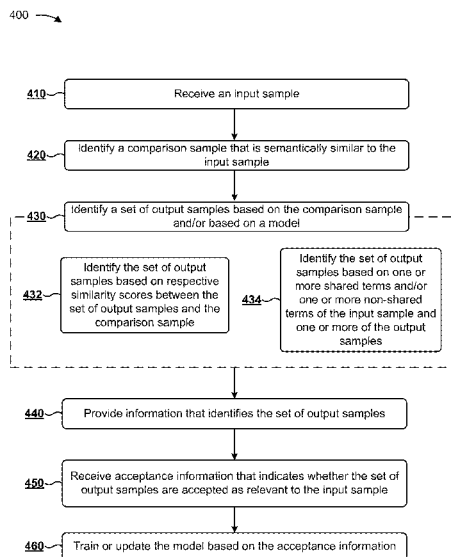 400
410
Receive an input sample
420
Identify a comparison sample that is semantically similar to the
input sample
430
Identify a set of output samples based on the comparison sample
and/or based on a model
432
Identify the set of output
samples based on respective
similarity scores between the
set of output samples and the
comparison sample
434
Identify the set of output
samples based on one or
more shared terms and/or
one or more non-shared
terms of the input sample and
one or more of the output
samples
440
Provide information that identifies the set of output samples
450
Receive acceptance information that indicates whether the set of
output samples are accepted as relevant to the input sample
460
Train or update the model based on the acceptance information